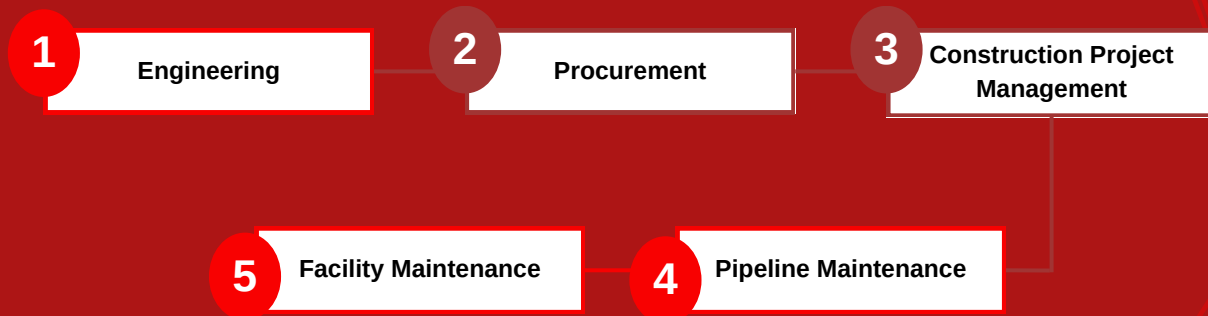 1
Engineering
2
Procurement
3
Construction Project
Management
4
Pipeline Maintenance
5
Facility Maintenance